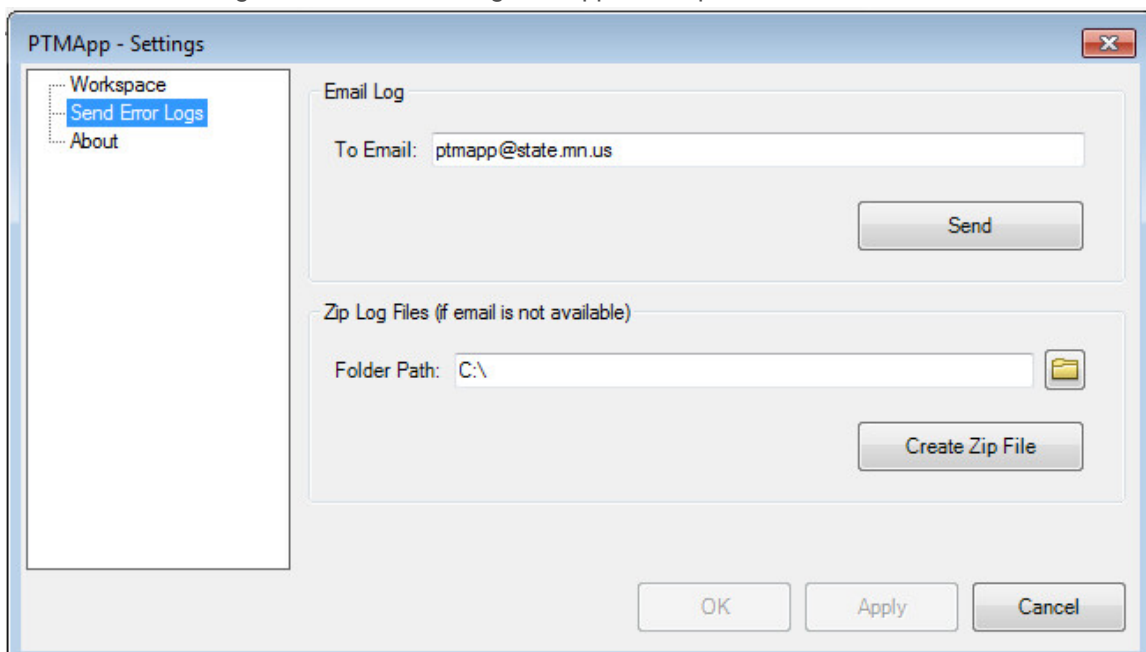 PTMApp - Settings
Workspace
Send Error Logs
About
Email Log
To Email: ptmapp@state.mn.us
Send
Zip Log Files (if email is not available)
Folder Path: C:\
Create Zip File
OK
Apply
Cancel